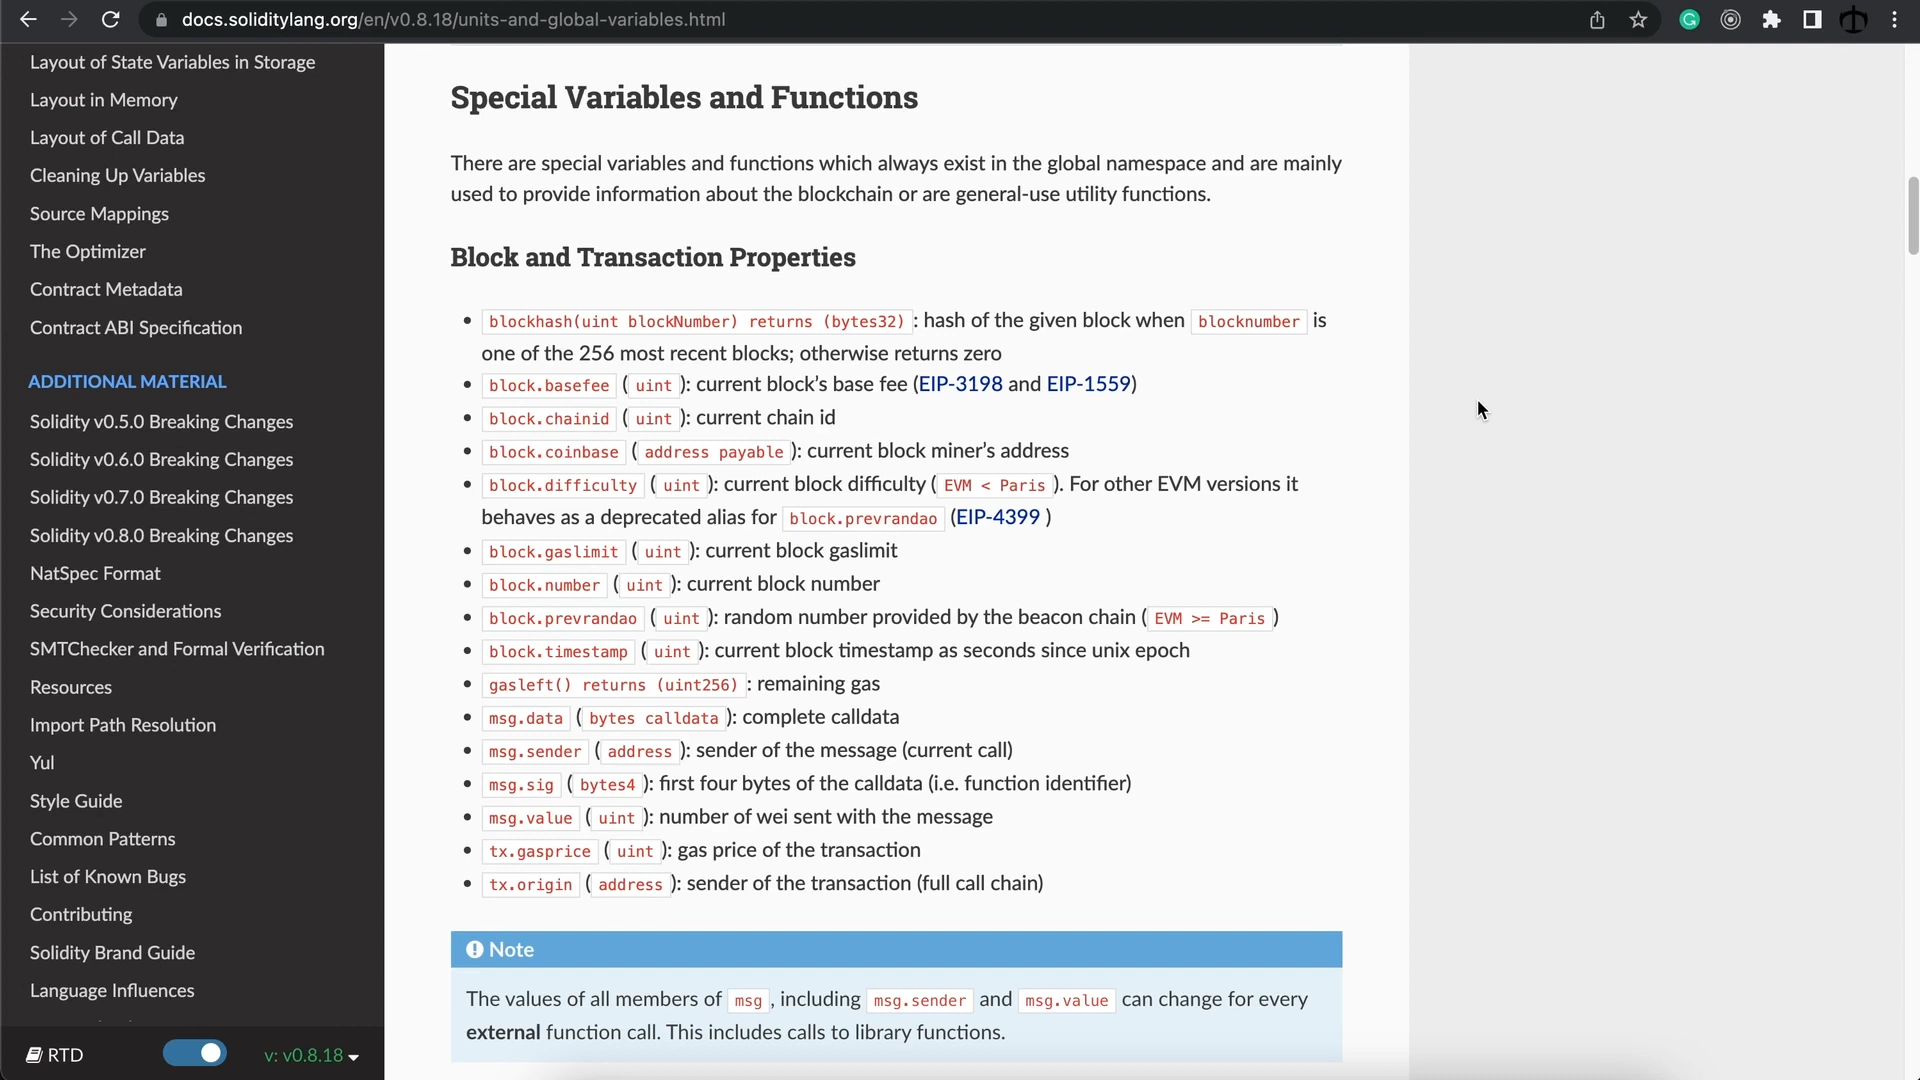 docs.soliditylang.org/en/v0.8.18/units-and-global-variables.html
Layout of State Variables in Storage
Layout in Memory
Layout of Call Data
Cleaning Up Variables
Source Mappings
The Optimizer
Contract Metadata
Contract ABI Specification
ADDITIONAL MATERIAL
Solidity v0.5.0 Breaking Changes
Solidity v0.6.0 Breaking Changes
Solidity v0.7.0 Breaking Changes
Solidity v0.8.0 Breaking Changes
NatSpec Format
Security Considerations
SMTChecker and Formal Verification
Resources
Import Path Resolution
Yul
Style Guide
Common Patterns
List of Known Bugs
Contributing
Solidity Brand Guide
Language Influences
RTD
v: v0.8.18
Special Variables and Functions
There are special variables and functions which always exist in the global namespace and are mainly
used to provide information about the blockchain or are general-use utility functions.
Block and Transaction Properties
• blockhash(uint blockNumber) returns (bytes32) : hash of the given block when blocknumber is
one of the 256 most recent blocks; otherwise returns zero
• block.basefee ( uint ): current block’s base fee (EIP-3198 and EIP-1559)
• block.chainid ( uint ): current chain id
• block.coinbase ( address payable ): current block miner’s address
• block.difficulty ( uint ): current block difficulty ( EVM < Paris ). For other EVM versions it
behaves as a deprecated alias for block.prevrandao (EIP-4399 )
• block.gaslimit ( uint ): current block gaslimit
• block.number ( uint ): current block number
• block.prevrandao ( uint ): random number provided by the beacon chain ( EVM >= Paris )
• block.timestamp ( uint ): current block timestamp as seconds since unix epoch
• gasleft() returns (uint256) : remaining gas
• msg.data ( bytes calldata ): complete calldata
• msg.sender ( address ): sender of the message (current call)
• msg.sig ( bytes4 ): first four bytes of the calldata (i.e. function identifier)
• msg.value ( uint ): number of wei sent with the message
• tx.gasprice ( uint ): gas price of the transaction
• tx.origin ( address ): sender of the transaction (full call chain)
Note
The values of all members of msg , including msg.sender and msg.value can change for every
external function call. This includes calls to library functions.